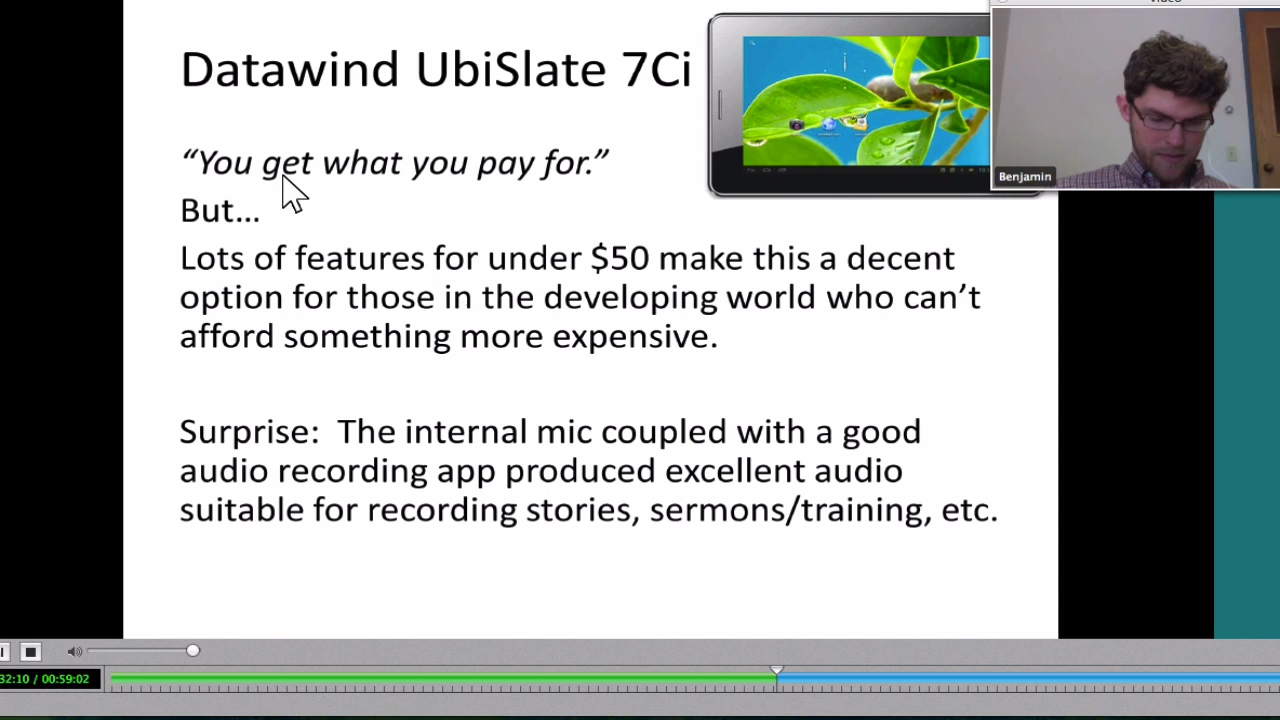 Datawind UbiSlate 7Ci
“You get what you pay for.”
But…
Lots of features for under $50 make this a decent
option for those in the developing world who can’t
afford something more expensive.
Surprise:  The internal mic coupled with a good
audio recording app produced excellent audio
suitable for recording stories, sermons/training, etc.
Benjamin
32:10 / 00:59:02